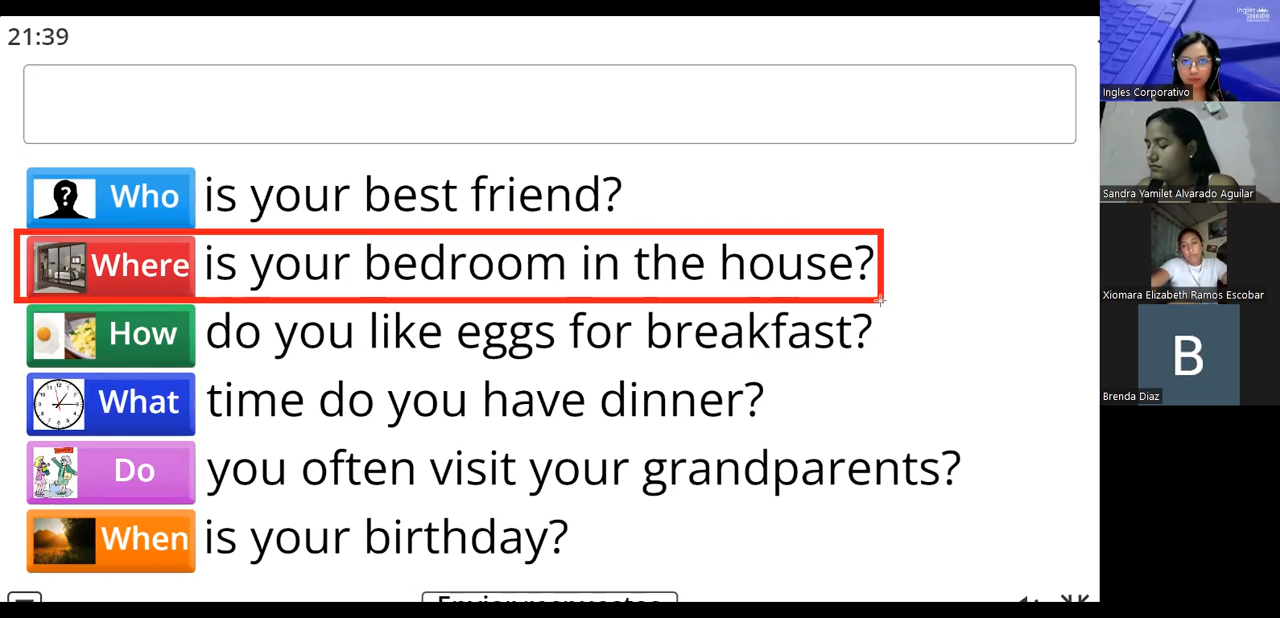 21:39
Who is your best friend?
Where is your bedroom in the house?
How do you like eggs for breakfast?
What time do you have dinner?
Do you often visit your grandparents?
When is your birthday?
Ingles Corporativo
Sandra Yamilet Alvarado Aguilar
Xiomara Elizabeth Ramos Escobar
B
Brenda Diaz